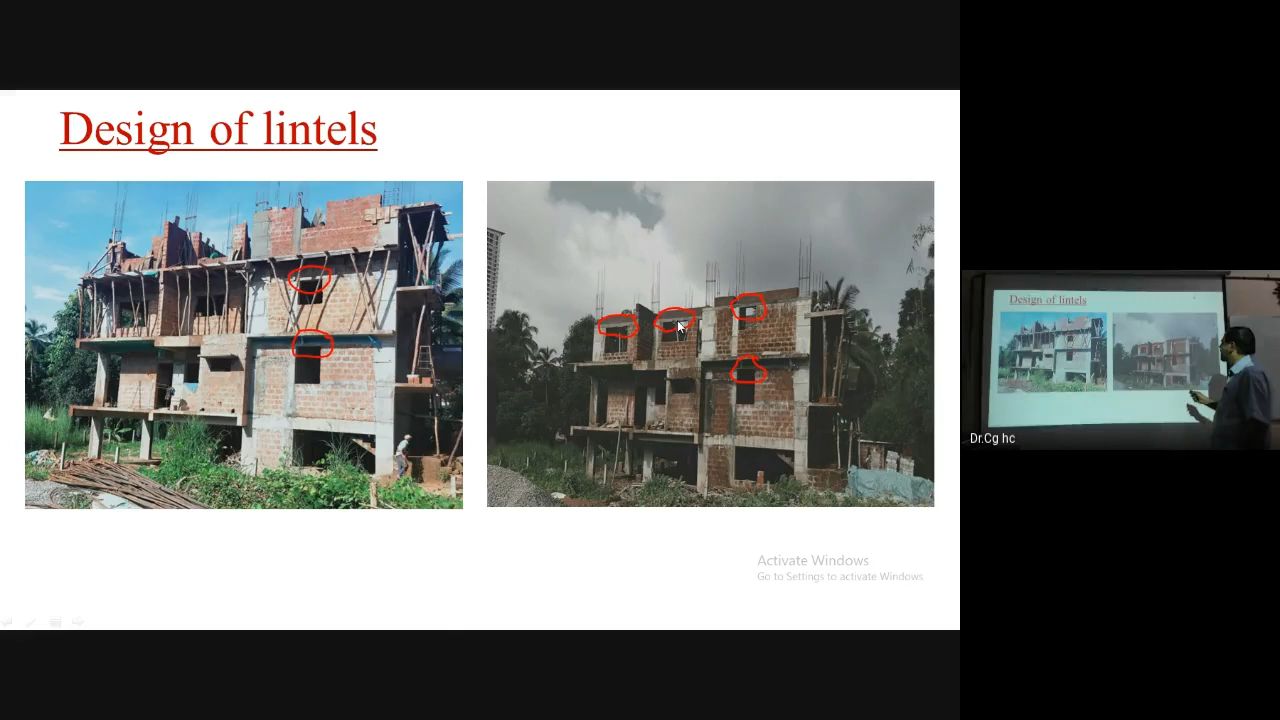 Design of lintels
Activate Windows
Go to Settings to activate Windows
Design of lintels
Dr.Cg hc